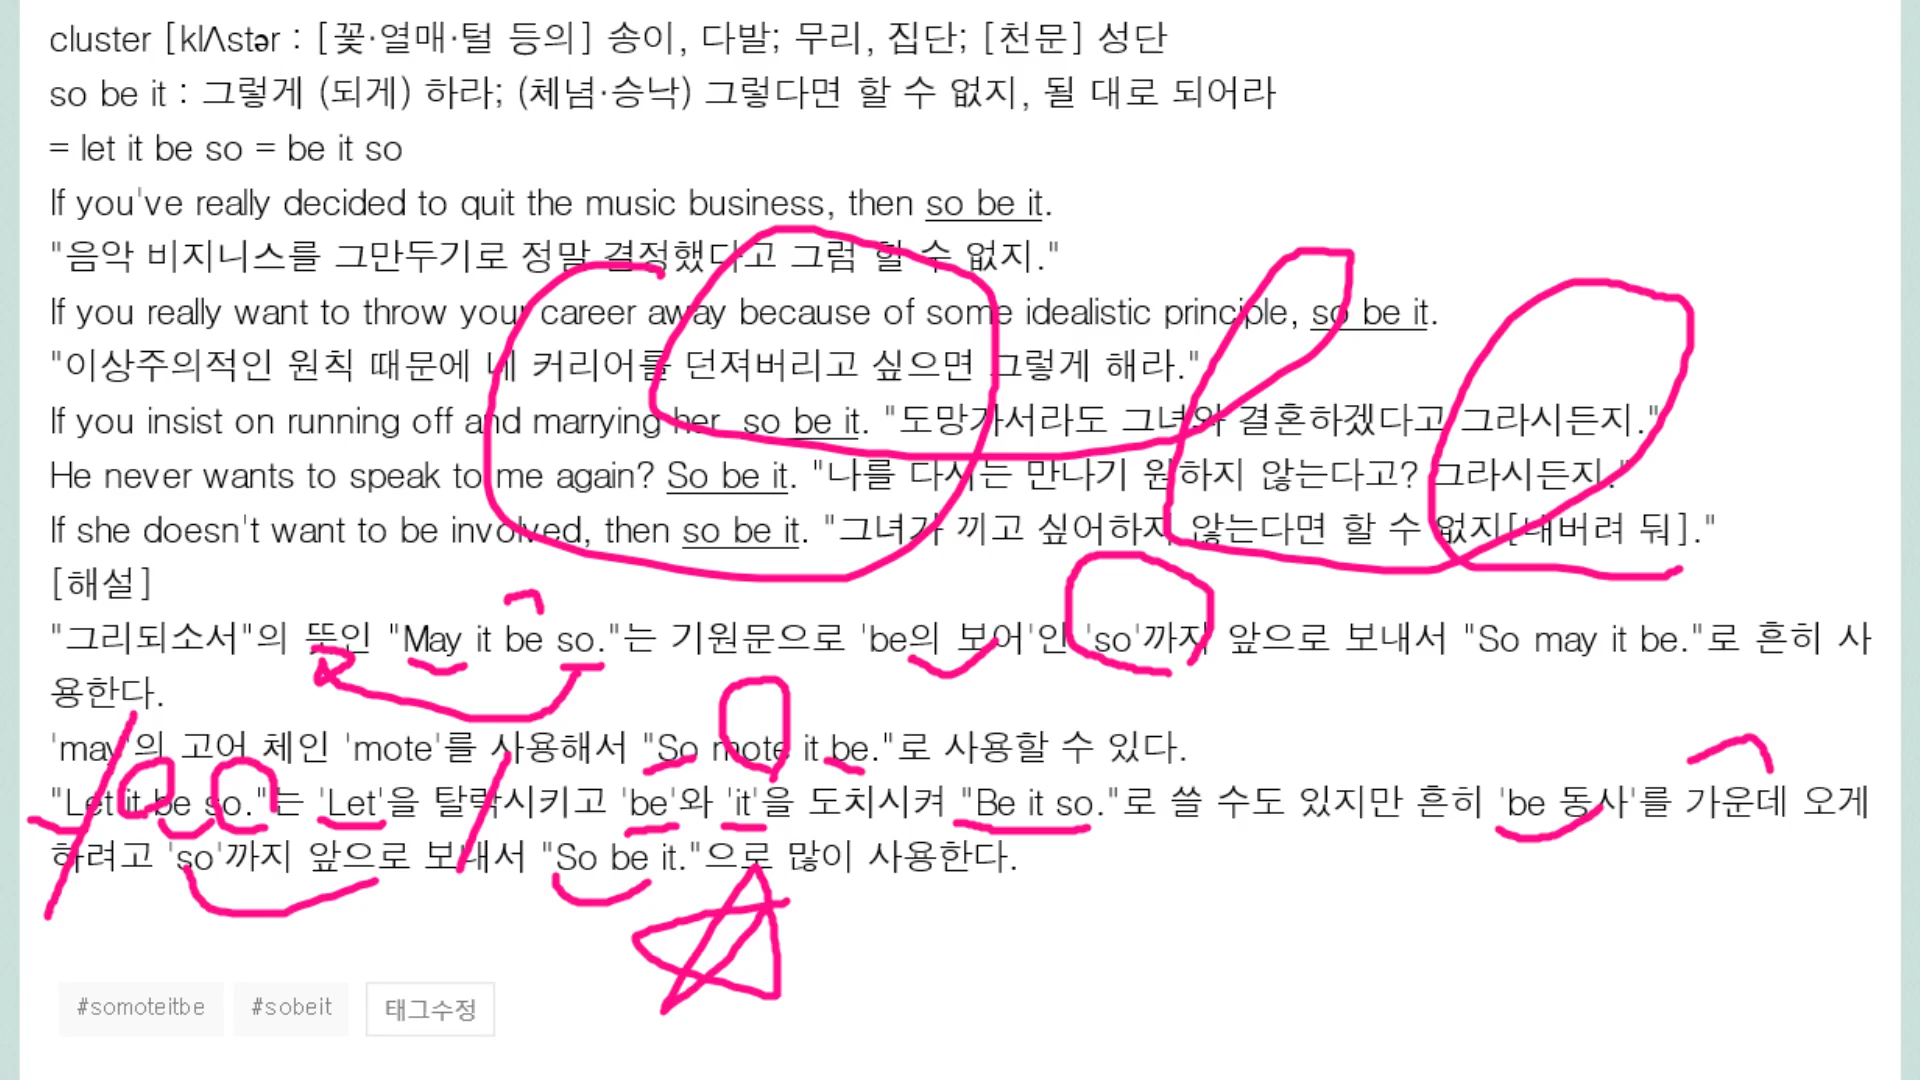 cluster [klΛstər : [꽃·열매·털 등의] 송이, 다발; 무리, 집단; [천문] 성단
so be it : 그렇게 (되게) 하라; (체념·승낙) 그렇다면 할 수 없지, 될 대로 되어라
= let it be so = be it so
If you've really decided to quit the music business, then so be it.
"음악 비지니스를 그만두기로 정말 결정했다고 그럼 할 수 없지."
If you really want to throw your career away because of some idealistic principle, so be it.
"이상주의적인 원칙 때문에 네 커리어를 던져버리고 싶으면 그렇게 해라."
If you insist on running off and marrying her, so be it. "도망가서라도 그녀와 결혼하겠다고 그라시든지."
He never wants to speak to me again? So be it. "나를 다시는 만나기 원하지 않는다고? 그라시든지."
If she doesn't want to be involved, then so be it. "그녀가 끼고 싶어하지 않는다면 할 수 없지[내버려 둬]."
[해설]
"그리되소서"의 뜻인 "May it be so."는 기원문으로 'be의 보어'인 'so'까지 앞으로 보내서 "So may it be."로 흔히 사
용한다.
'may'의 고어 체인 'mote'를 사용해서 "So mote it be."로 사용할 수 있다.
"Let it be so."는 'Let'을 탈락시키고 'be'와 'it'을 도치시켜 "Be it so."로 쓸 수도 있지만 흔히 'be 동사'를 가운데 오게
하려고 'so'까지 앞으로 보내서 "So be it."으로 많이 사용한다.
#somoteitbe #sobeit 태그수정